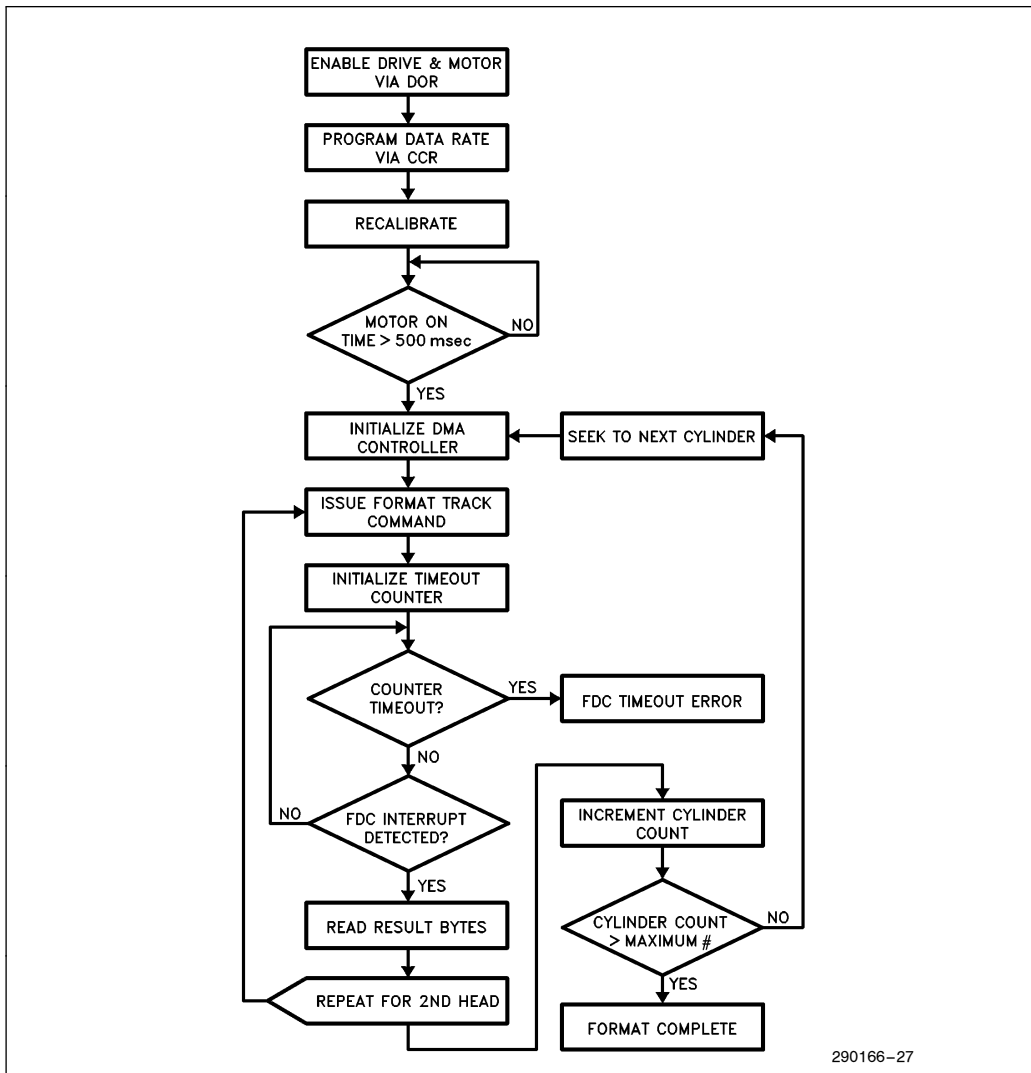 ENABLE DRIVE & MOTOR
VIA DOR
PROGRAM DATA RATE
VIA CCR
RECALIBRATE
MOTOR ON
TIME > 500 msec
NO
YES
INITIALIZE DMA
CONTROLLER
SEEK TO NEXT CYLINDER
ISSUE FORMAT TRACK
COMMAND
INITIALIZE TIMEOUT
COUNTER
COUNTER
TIMEOUT?
YES
FDC TIMEOUT ERROR
NO
FDC INTERRUPT
DETECTED?
NO
YES
READ RESULT BYTES
REPEAT FOR 2ND HEAD
INCREMENT CYLINDER
COUNT
CYLINDER COUNT
> MAXIMUM #
NO
YES
FORMAT COMPLETE
290166–27